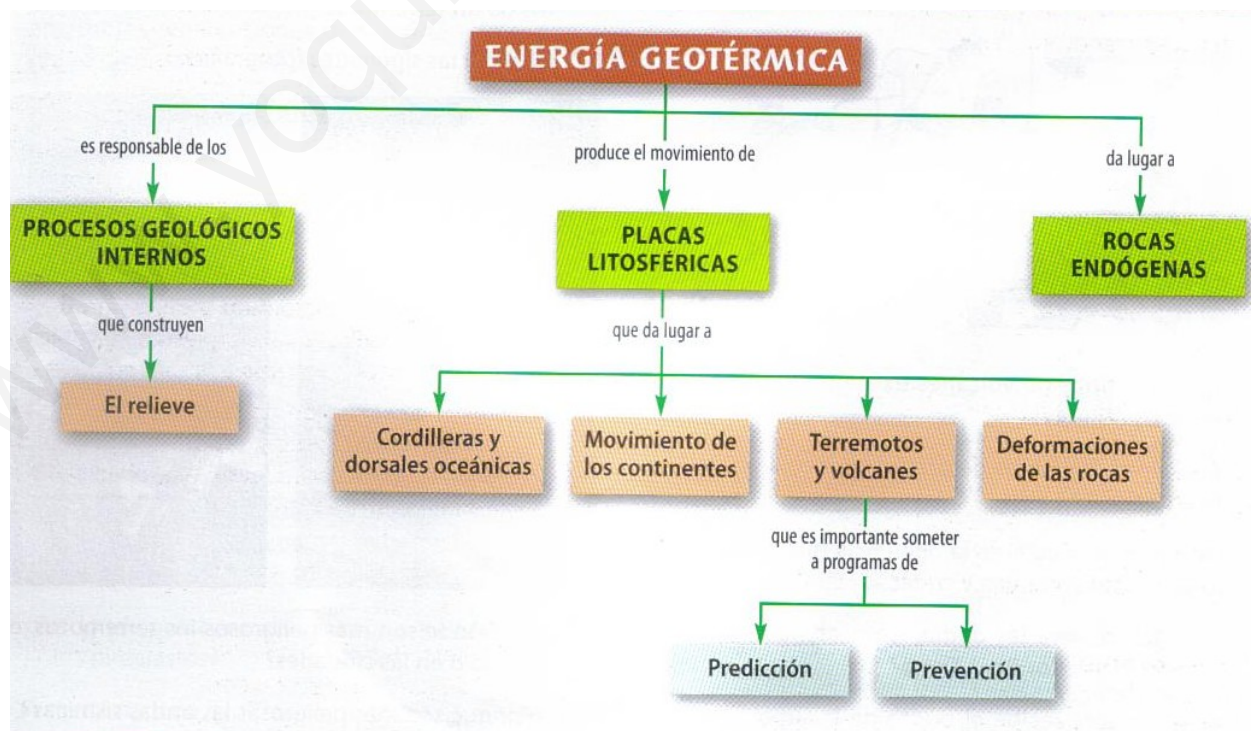 ENERGÍA GEOTÉRMICA
es responsable de los
produce el movimiento de
da lugar a
PROCESOS GEOLÓGICOS
INTERNOS
PLACAS
LITOSFÉRICAS
ROCAS
ENDÓGENAS
que construyen
que da lugar a
El relieve
Cordilleras y
dorsales oceánicas
Movimiento de
los continentes
Terremotos
y volcanes
Deformaciones
de las rocas
que es importante someter
a programas de
Predicción
Prevención